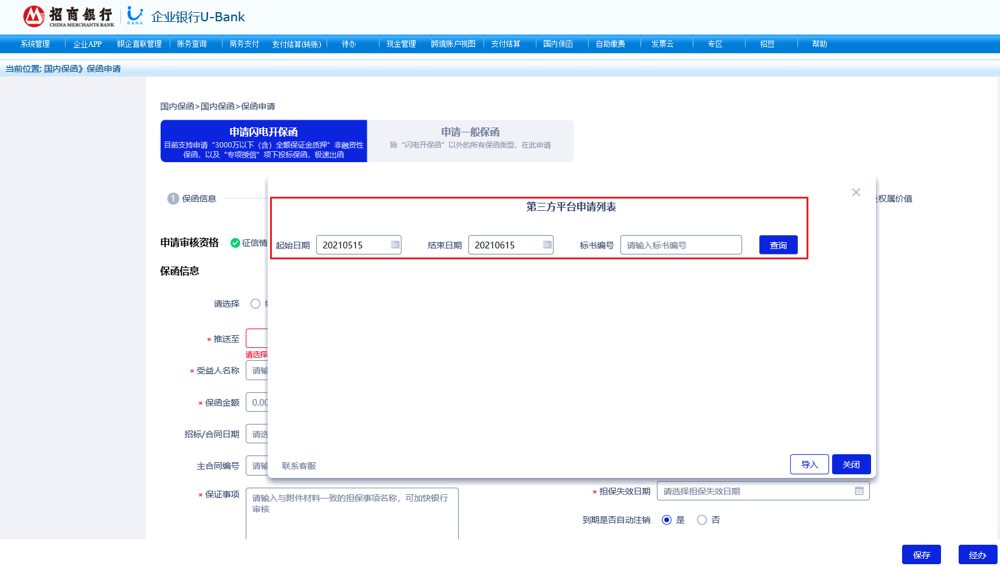 招商银行
CHINA MERCHANTS BANK
BANK
企业银行U-Bank
系统管理 企业APP 银企直联管理 账务查询 商务支付 支付结算(转账) 待办 现金管理 跨境账户视图 支付结算 国内保函 自助缴费 发票云 专区 招豆 帮助
当前位置: 国内保函》保函申请
国内保函>国内保函>保函申请
申请闪电开保函
目前支持申请“3000万以下（含）全额保证金质押”非融资性
保函，以及“专项授信”项下投标保函，极速出函
申请一般保函
除“闪电开保函”以外的所有保函类型，在此申请
1 保函信息
权属价值
第三方平台申请列表
申请审核资格 征信情
起始日期 20210515 结束日期 20210615 标书编号 请输入标书编号 查询
保函信息
请选择
* 推送至
请选择
* 受益人名称 请输
* 保函金额 0.00
招标/合同日期 请选
主合同编号 请输
联系客服 导入 关闭
* 保证事项 请输入与附件材料一致的担保事项名称，可加快银行
审核
* 担保失效日期 请选择担保失效日期
到期是否自动注销 是 否
保存 经办